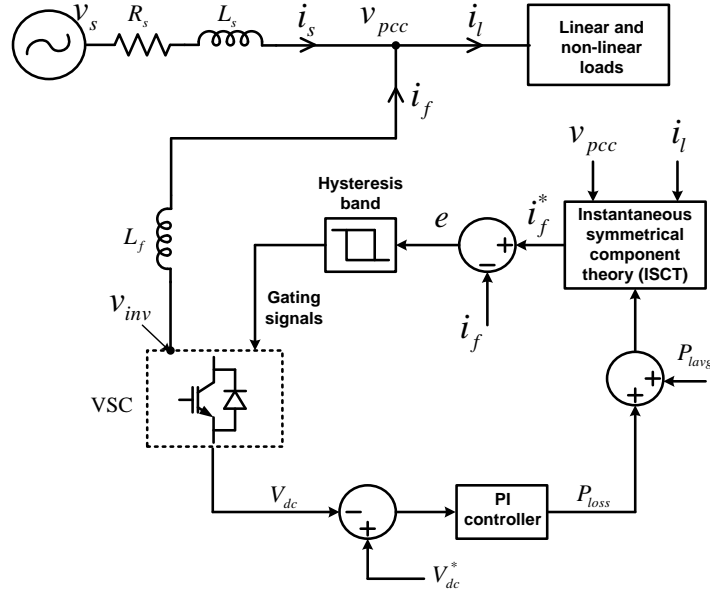 v_s
R_s
L_s
i_s
v_pcc
i_l
Linear and
non-linear
loads
i_f
v_pcc
i_l
Hysteresis
band
L_f
e
+
−
i_f^*
Instantaneous
symmetrical
component
theory (ISCT)
v_inv
Gating
signals
i_f
P_lavg
+
+
VSC
V_dc
−
+
PI
controller
P_loss
V_dc^*